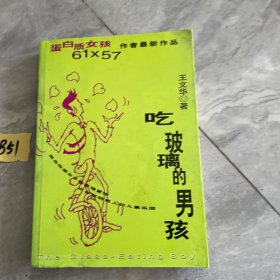 蛋白质女孩 作者最新作品
61×57
王文华◎著
吃玻璃的男孩
The Glass-Eating Boy
B51